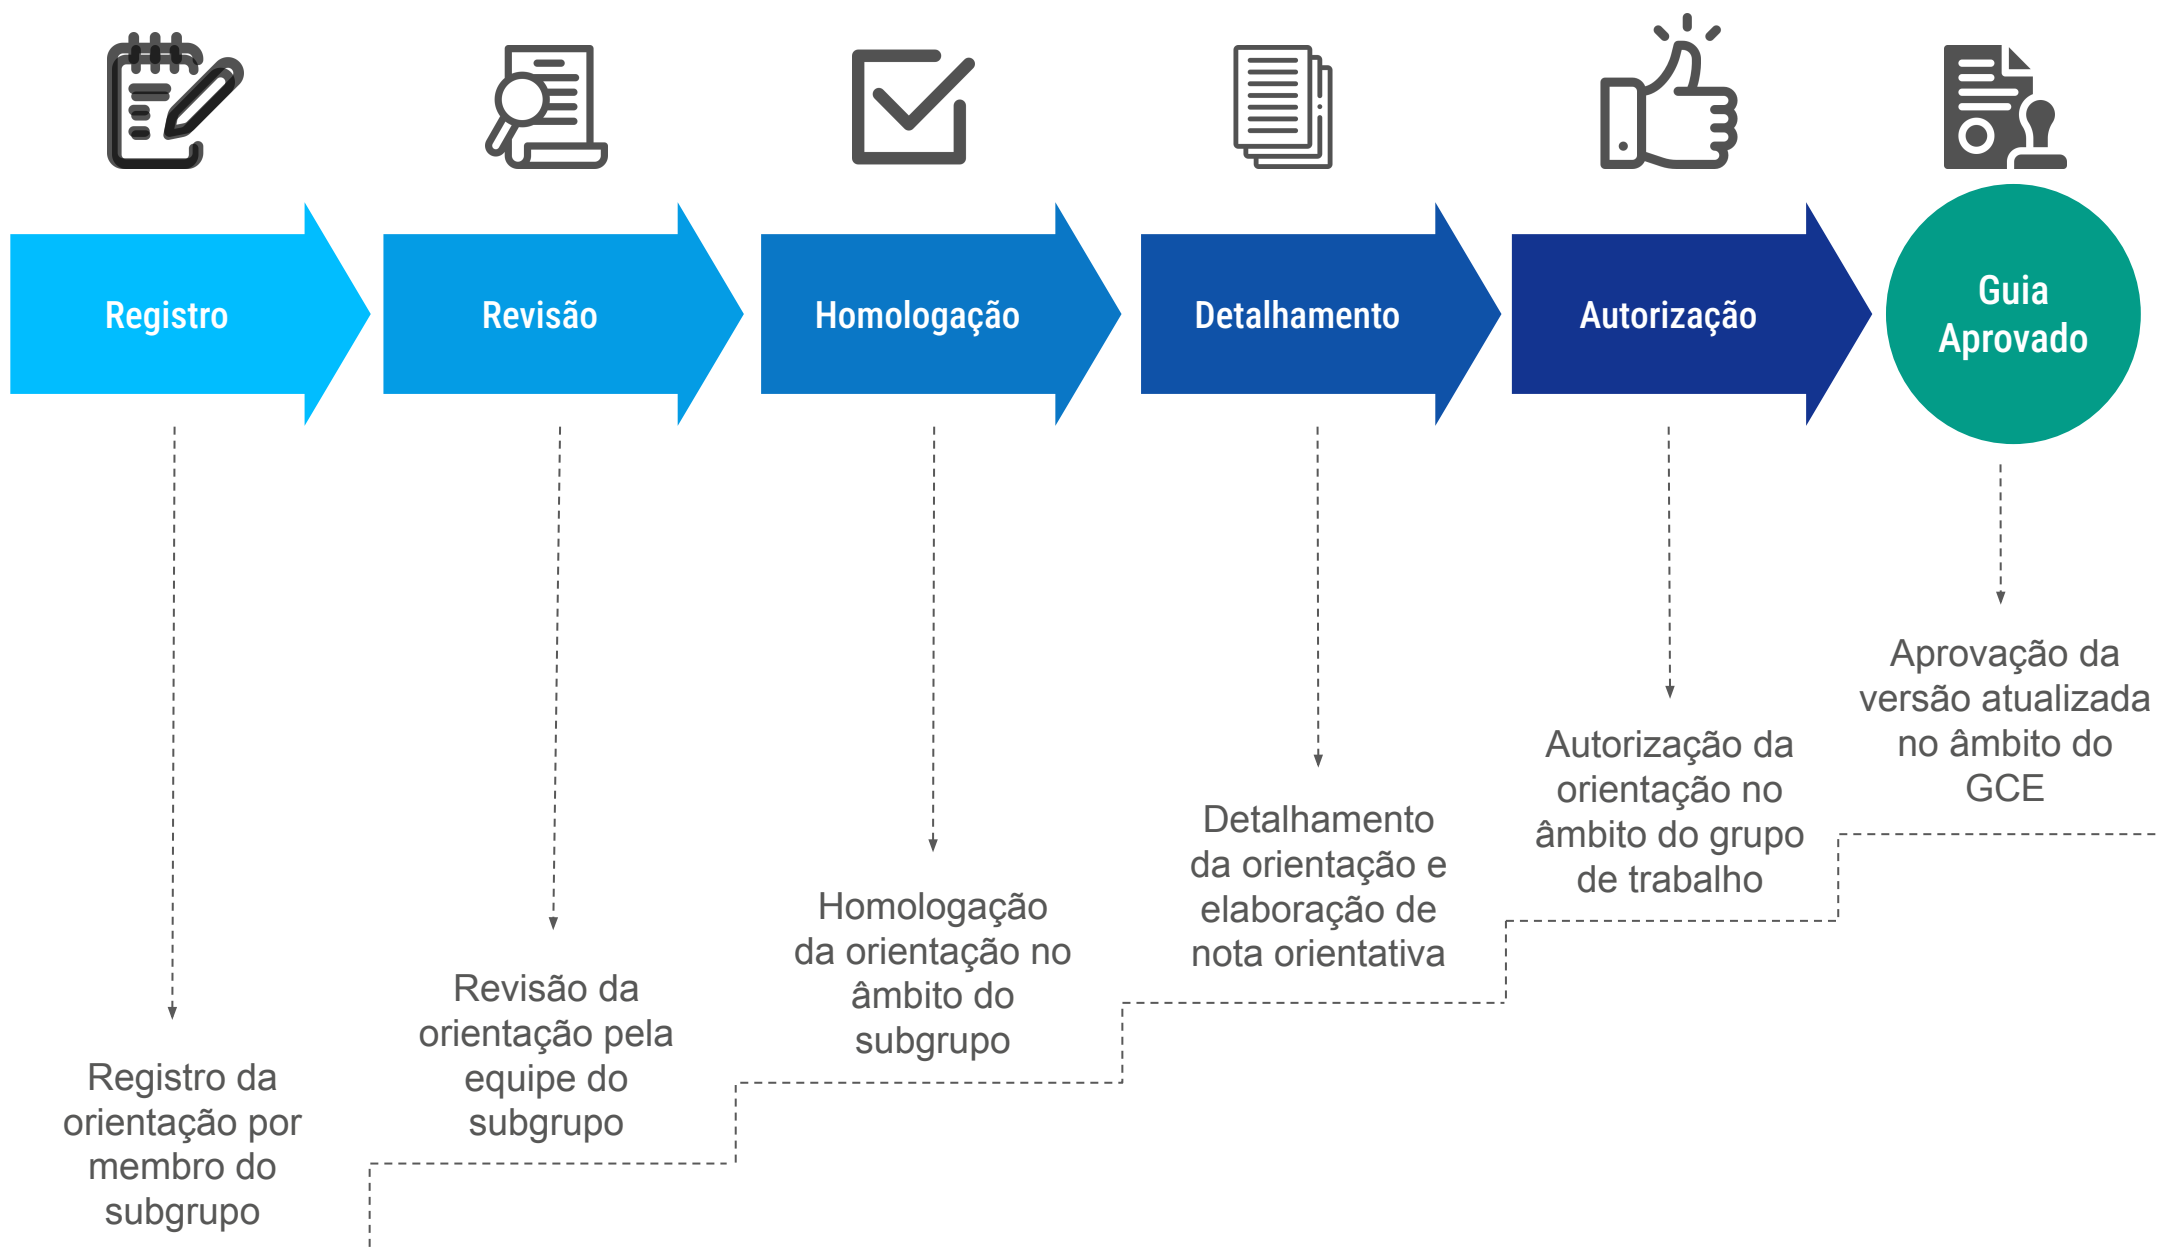 Registro
Revisão
Homologação
Detalhamento
Autorização
Guia
Aprovado
Registro da
orientação por
membro do
subgrupo
Revisão da
orientação pela
equipe do
subgrupo
Homologação
da orientação no
âmbito do
subgrupo
Detalhamento
da orientação e
elaboração de
nota orientativa
Autorização da
orientação no
âmbito do grupo
de trabalho
Aprovação da
versão atualizada
no âmbito do
GCE